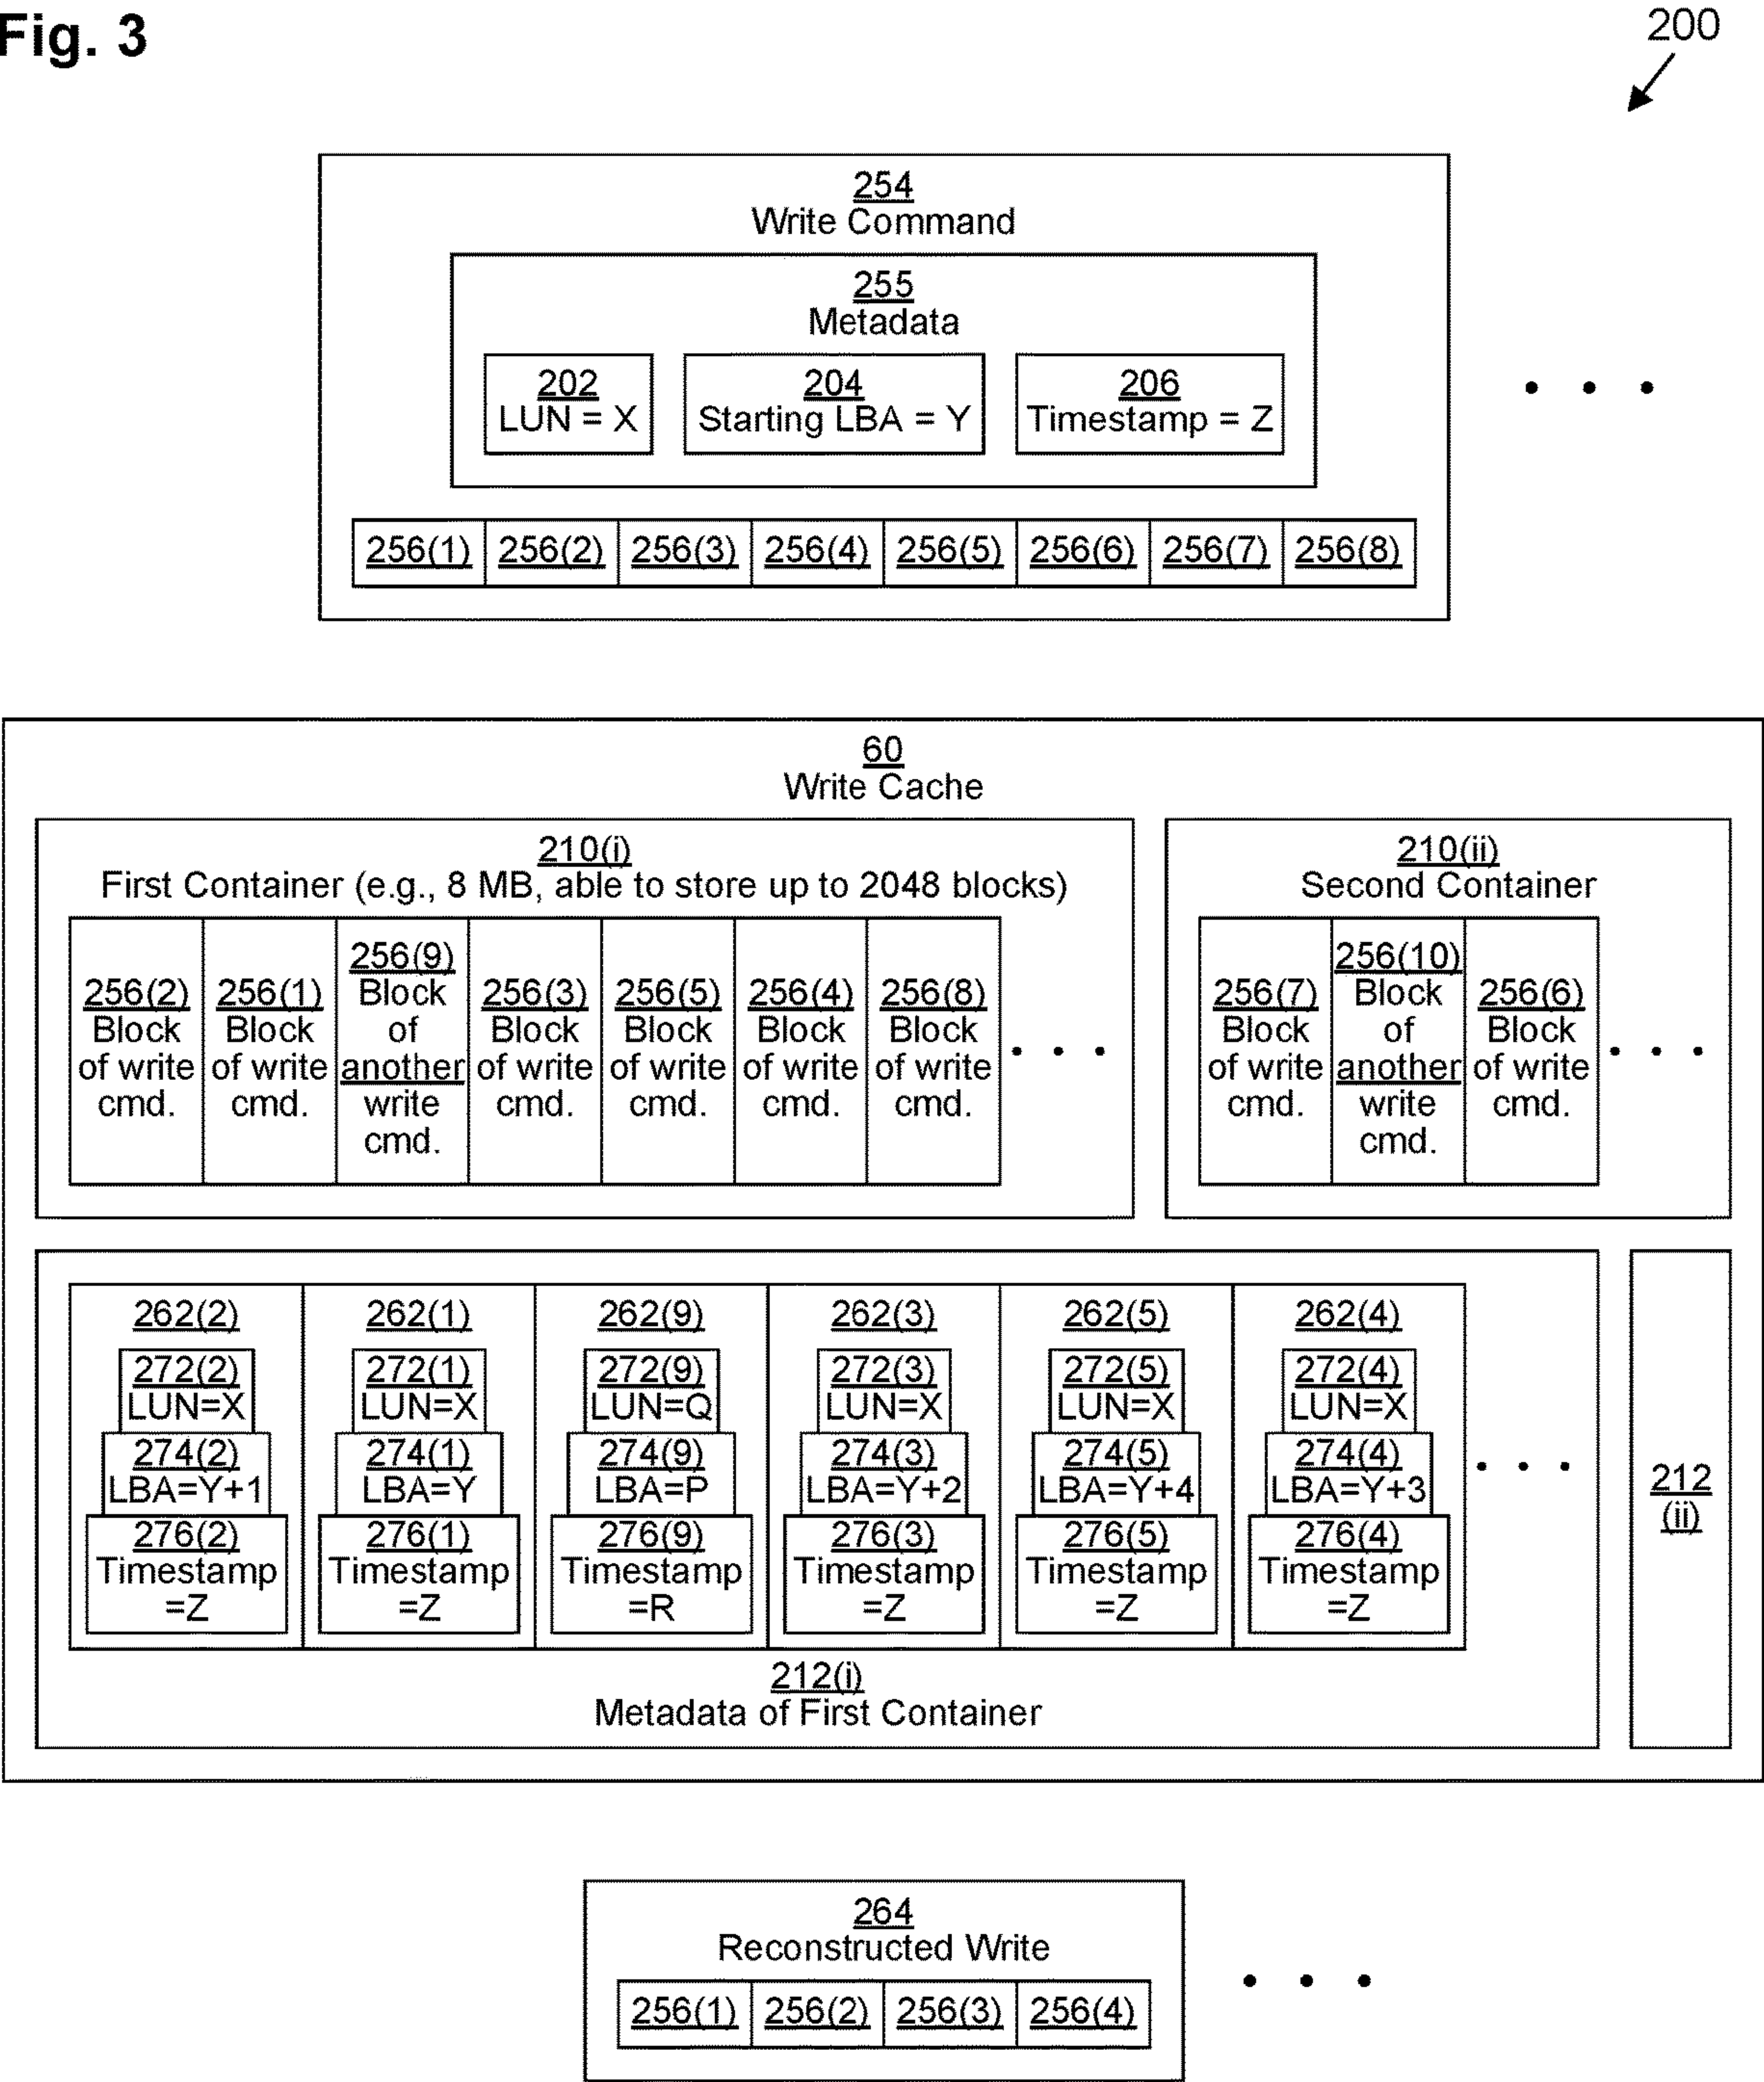 Fig. 3
200
254
Write Command
255
Metadata
202
LUN = X
204
Starting LBA = Y
206
Timestamp = Z
• • •
256(1) 256(2) 256(3) 256(4) 256(5) 256(6) 256(7) 256(8)
60
Write Cache
210(i)
First Container (e.g., 8 MB, able to store up to 2048 blocks)
256(2)
Block
of write
cmd.
256(1)
Block
of write
cmd.
256(9)
Block
of
another
write
cmd.
256(3)
Block
of write
cmd.
256(5)
Block
of write
cmd.
256(4)
Block
of write
cmd.
256(8)
Block
of write
cmd.
• • •
210(ii)
Second Container
256(7)
Block
of write
cmd.
256(10)
Block
of
another
write
cmd.
256(6)
Block
of write
cmd.
• • •
262(2)
272(2)
LUN=X
274(2)
LBA=Y+1
276(2)
Timestamp
=Z
262(1)
272(1)
LUN=X
274(1)
LBA=Y
276(1)
Timestamp
=Z
262(9)
272(9)
LUN=Q
274(9)
LBA=P
276(9)
Timestamp
=R
262(3)
272(3)
LUN=X
274(3)
LBA=Y+2
276(3)
Timestamp
=Z
262(5)
272(5)
LUN=X
274(5)
LBA=Y+4
276(5)
Timestamp
=Z
262(4)
272(4)
LUN=X
274(4)
LBA=Y+3
276(4)
Timestamp
=Z
• • •
212(i)
Metadata of First Container
212
(ii)
264
Reconstructed Write
256(1) 256(2) 256(3) 256(4)
• • •